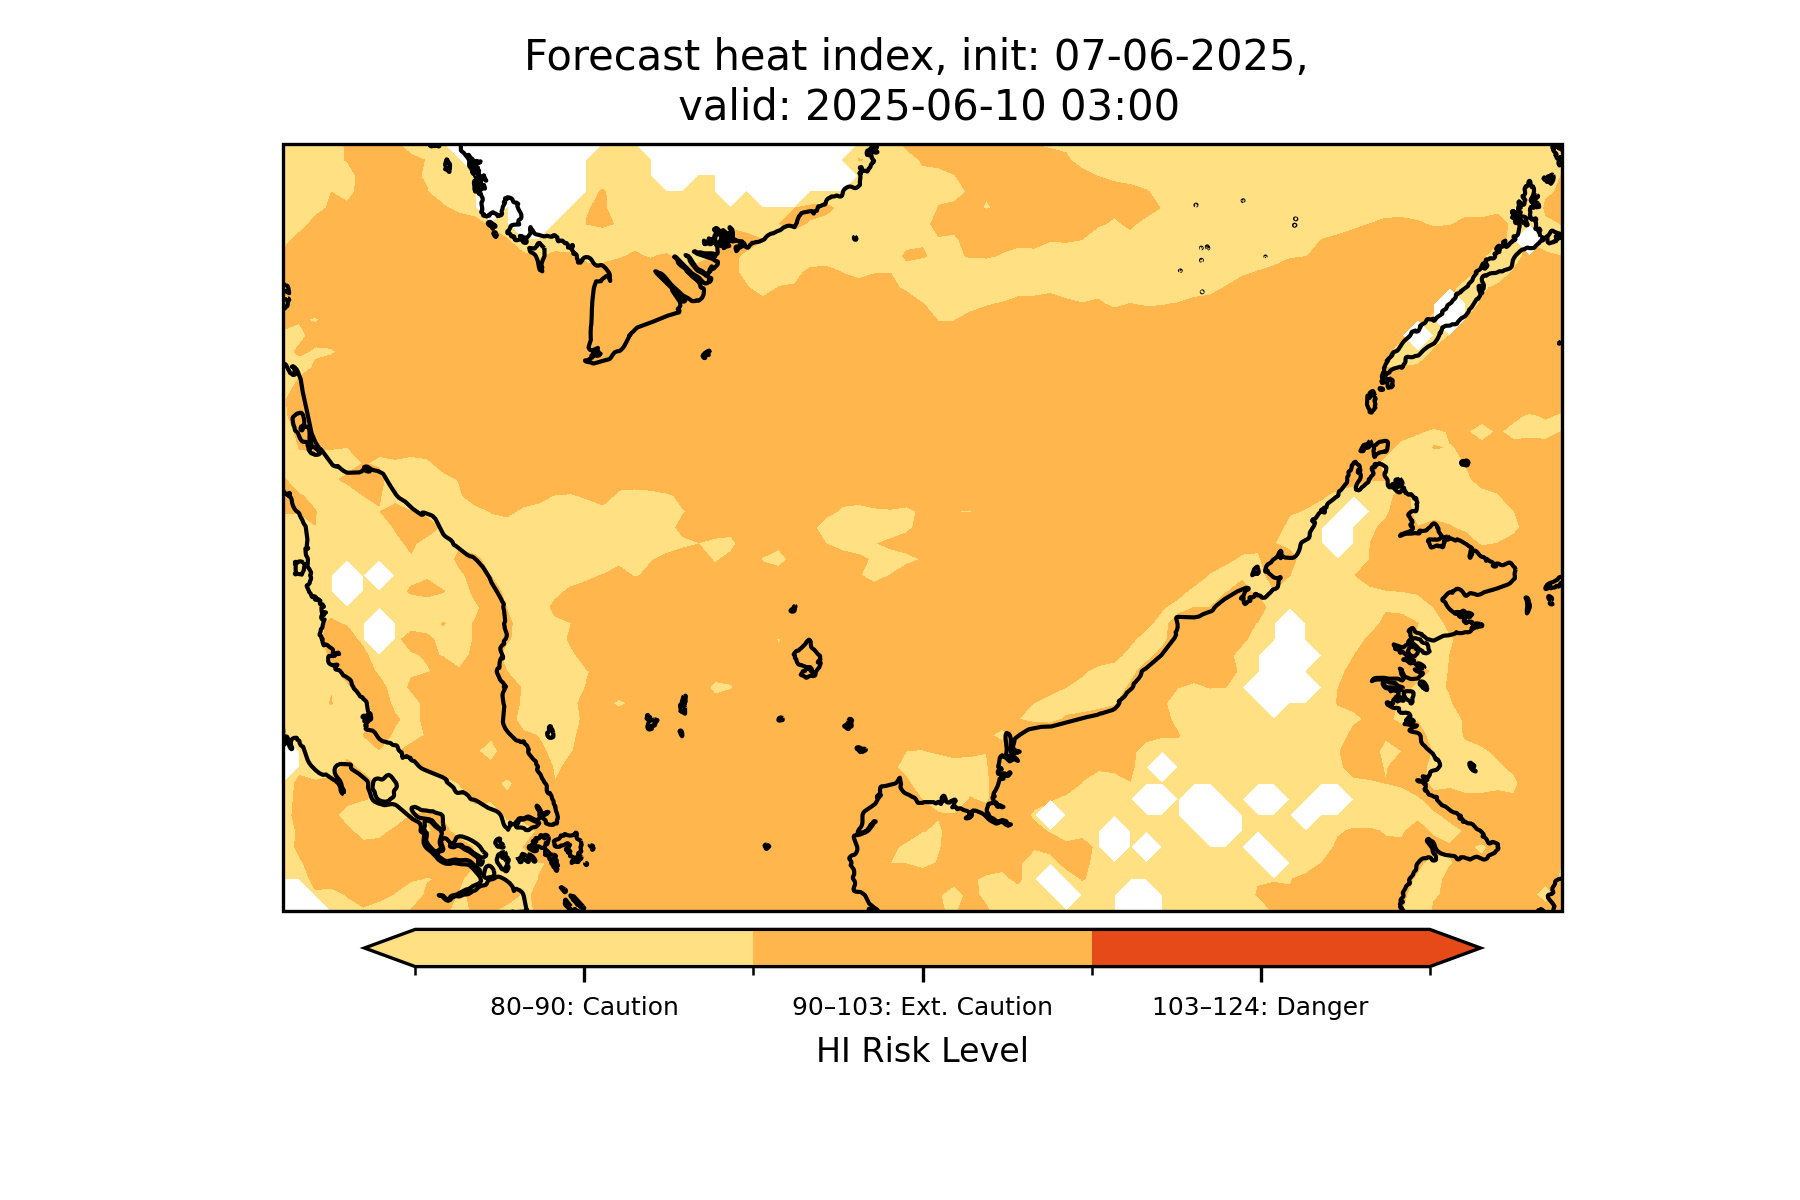 Forecast heat index, init: 07-06-2025,
valid: 2025-06-10 03:00
80–90: Caution
90–103: Ext. Caution
103–124: Danger
HI Risk Level